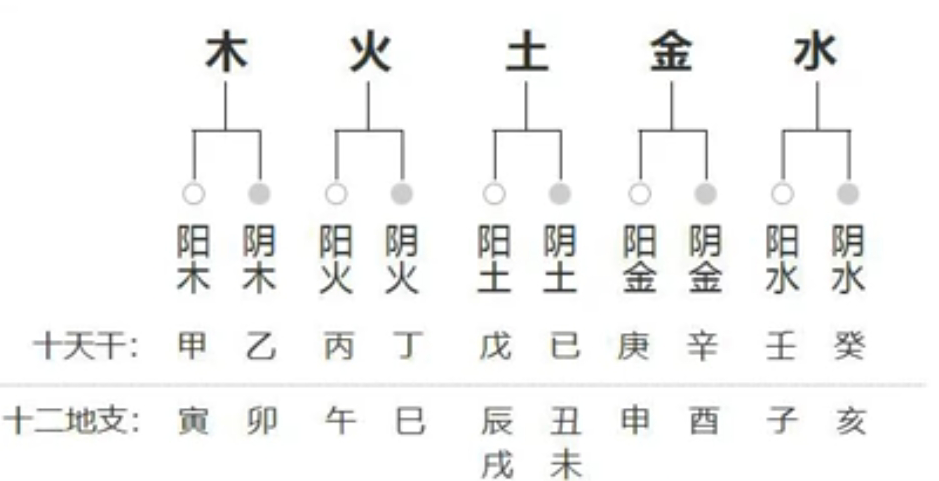 木 火 土 金 水
阳木 阴木 阳火 阴火 阳土 阴土 阳金 阴金 阳水 阴水
十天干: 甲 乙 丙 丁 戊 已 庚 辛 壬 癸
十二地支: 寅 卯 午 巳 辰 丑 申 酉 子 亥
戌 未